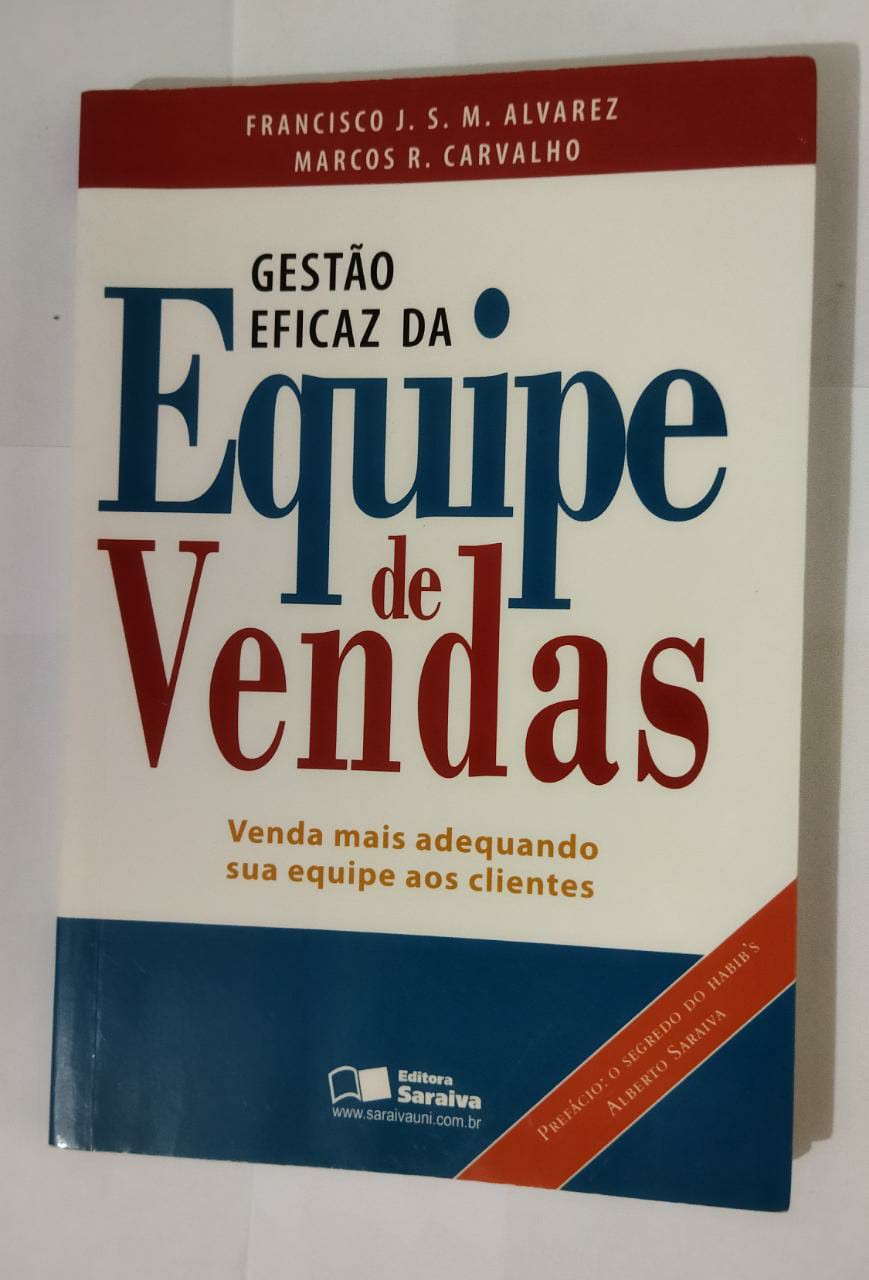 FRANCISCO J. S. M. ALVAREZ
MARCOS R. CARVALHO
GESTÃO
EFICAZ DA
Equipe
de
Vendas
Venda mais adequando
sua equipe aos clientes
PREFÁCIO: O SEGREDO DO HABIB'S
ALBERTO SARAIVA
Editora
Saraiva
www.saraivauni.com.br